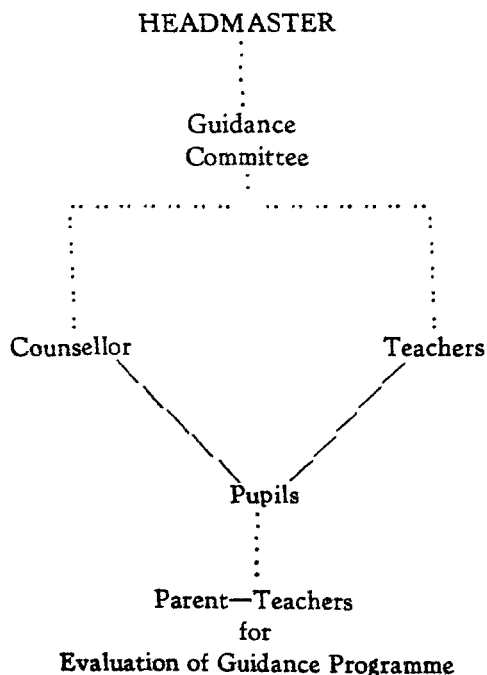 HEADMASTER
Guidance
Committee
Counsellor Teachers
Pupils
Parent—Teachers
for
Evaluation of Guidance Programme